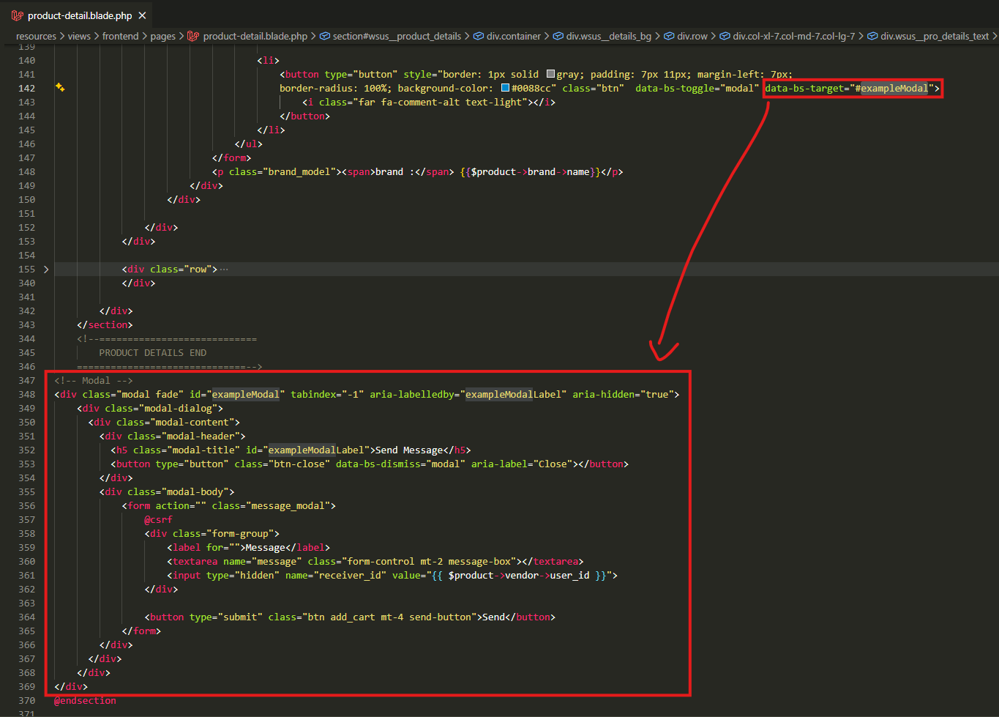 product-detail.blade.php ×
resources > views > frontend > pages > product-detail.blade.php > section#wsus__product_details > div.container > div.wsus__details_bg > div.row > div.col-xl-7.col-md-7.col-lg-7 > div.wsus__pro_details_text >
139
140 <li>
141 <button type="button" style="border: 1px solid gray; padding: 7px 11px; margin-left: 7px;
142 border-radius: 100%; background-color: #0088cc" class="btn"  data-bs-toggle="modal" data-bs-target="#exampleModal">
143 <i class="far fa-comment-alt text-light"></i>
144 </button>
145 </li>
146 </ul>
147 </form>
148 <p class="brand_model"><span>brand :</span> {{$product->brand->name}}</p>
149 </div>
150 </div>
151
152 </div>
153 </div>
154
155 > <div class="row">…
340 </div>
341
342 </div>
343 </section>
344 <!--============================
345 PRODUCT DETAILS END
346 ==============================-->
347 <!-- Modal -->
348 <div class="modal fade" id="exampleModal" tabindex="-1" aria-labelledby="exampleModalLabel" aria-hidden="true">
349 <div class="modal-dialog">
350 <div class="modal-content">
351 <div class="modal-header">
352 <h5 class="modal-title" id="exampleModalLabel">Send Message</h5>
353 <button type="button" class="btn-close" data-bs-dismiss="modal" aria-label="Close"></button>
354 </div>
355 <div class="modal-body">
356 <form action="" class="message_modal">
357 @csrf
358 <div class="form-group">
359 <label for="">Message</label>
360 <textarea name="message" class="form-control mt-2 message-box"></textarea>
361 <input type="hidden" name="receiver_id" value="{{ $product->vendor->user_id }}">
362 </div>
363
364 <button type="submit" class="btn add_cart mt-4 send-button">Send</button>
365 </form>
366 </div>
367 </div>
368 </div>
369 </div>
370 @endsection
371